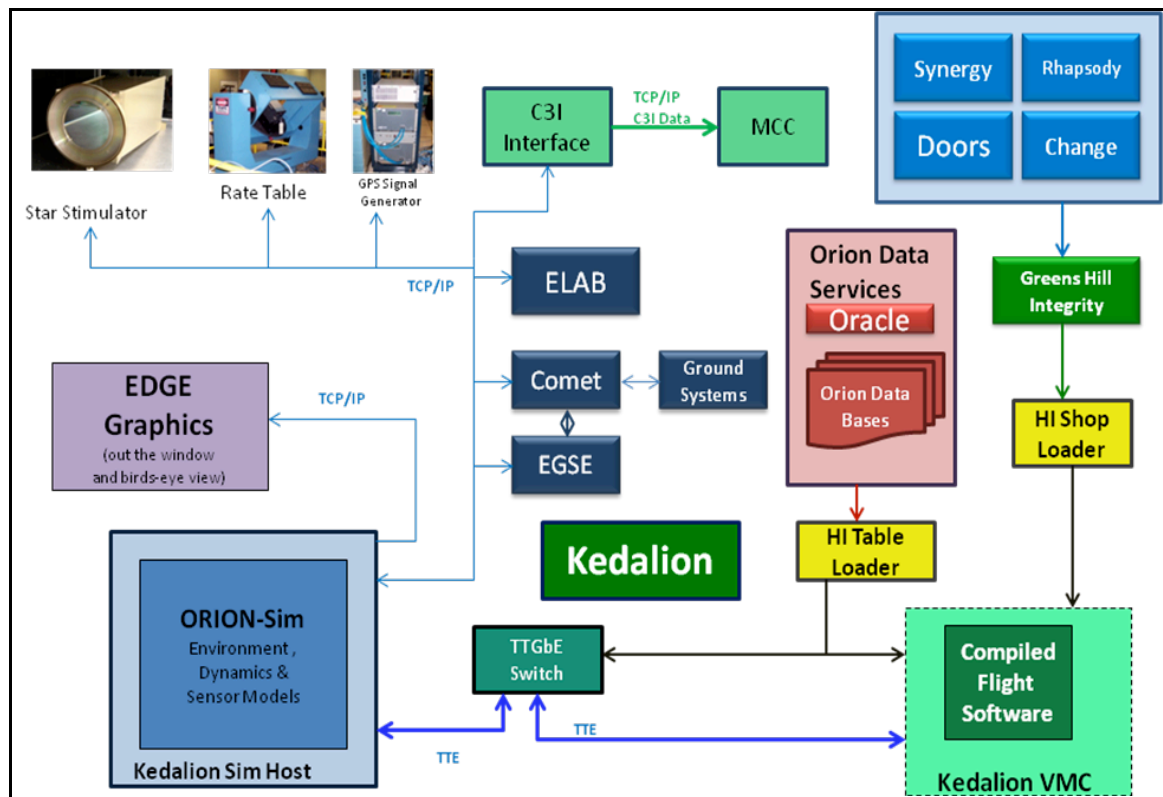 Synergy
Rhapsody
Doors
Change
C3I
Interface
TCP/IP
C3I Data
MCC
Star Stimulator
Rate Table
GPS Signal
Generator
TCP/IP
ELAB
Orion Data
Services
Oracle
Orion Data
Bases
Greens Hill
Integrity
EDGE
Graphics
(out the window
and birds-eye view)
TCP/IP
Comet
Ground
Systems
EGSE
HI Shop
Loader
Kedalion
HI Table
Loader
ORION-Sim
Environment ,
Dynamics &
Sensor Models
Kedalion Sim Host
TTGbE
Switch
TTE
TTE
Compiled
Flight
Software
Kedalion VMC